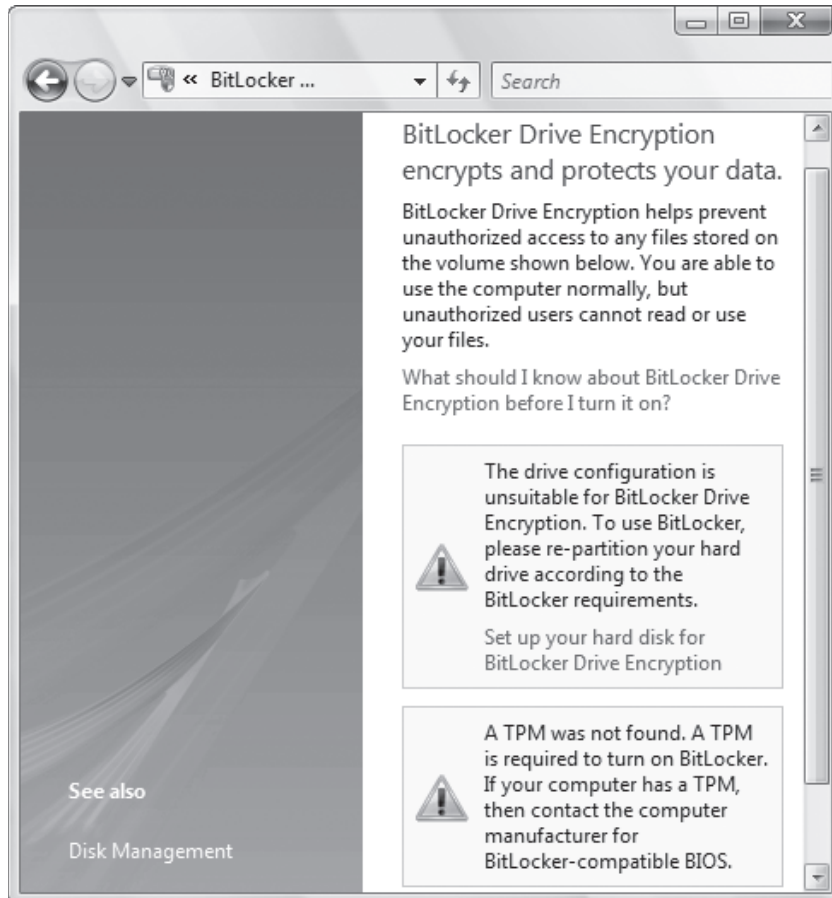 « BitLocker ...
Search
BitLocker Drive Encryption
encrypts and protects your data.
BitLocker Drive Encryption helps prevent
unauthorized access to any files stored on
the volume shown below. You are able to
use the computer normally, but
unauthorized users cannot read or use
your files.
What should I know about BitLocker Drive
Encryption before I turn it on?
The drive configuration is
unsuitable for BitLocker Drive
Encryption. To use BitLocker,
please re-partition your hard
drive according to the
BitLocker requirements.
Set up your hard disk for
BitLocker Drive Encryption
A TPM was not found. A TPM
is required to turn on BitLocker.
If your computer has a TPM,
then contact the computer
manufacturer for
BitLocker-compatible BIOS.
See also
Disk Management